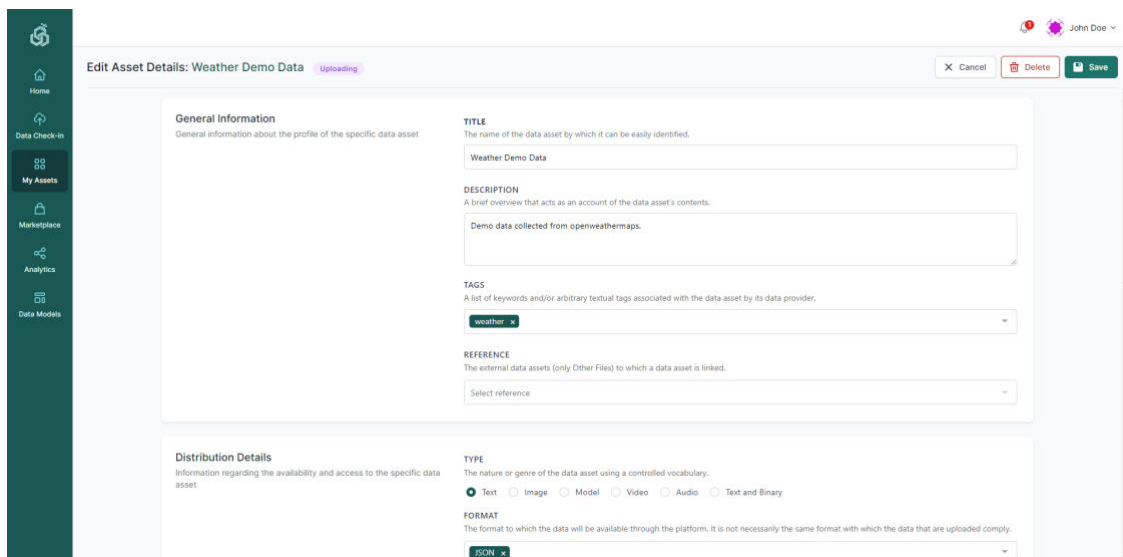 1
John Doe
Edit Asset Details: Weather Demo Data
Uploading
Cancel
Delete
Save
Home
Data Check-in
My Assets
Marketplace
Analytics
Data Models
General Information
General information about the profile of the specific data asset
TITLE
The name of the data asset by which it can be easily identified.
Weather Demo Data
DESCRIPTION
A brief overview that acts as an account of the data asset's contents.
Demo data collected from openweathermaps.
TAGS
A list of keywords and/or arbitrary textual tags associated with the data asset by its data provider.
weather x
REFERENCE
The external data assets (only Other Files) to which a data asset is linked.
Select reference
Distribution Details
Information regarding the availability and access to the specific data
asset
TYPE
The nature or genre of the data asset using a controlled vocabulary.
Text Image Model Video Audio Text and Binary
FORMAT
The format to which the data will be available through the platform. It is not necessarily the same format with which the data that are uploaded comply.
JSON x